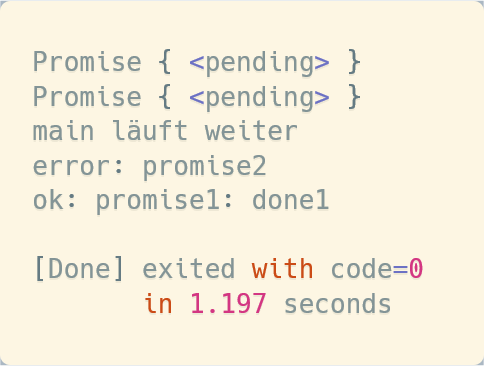 Promise { <pending> }
Promise { <pending> }
main läuft weiter
error: promise2
ok: promise1: done1
[Done] exited with code=0
in 1.197 seconds